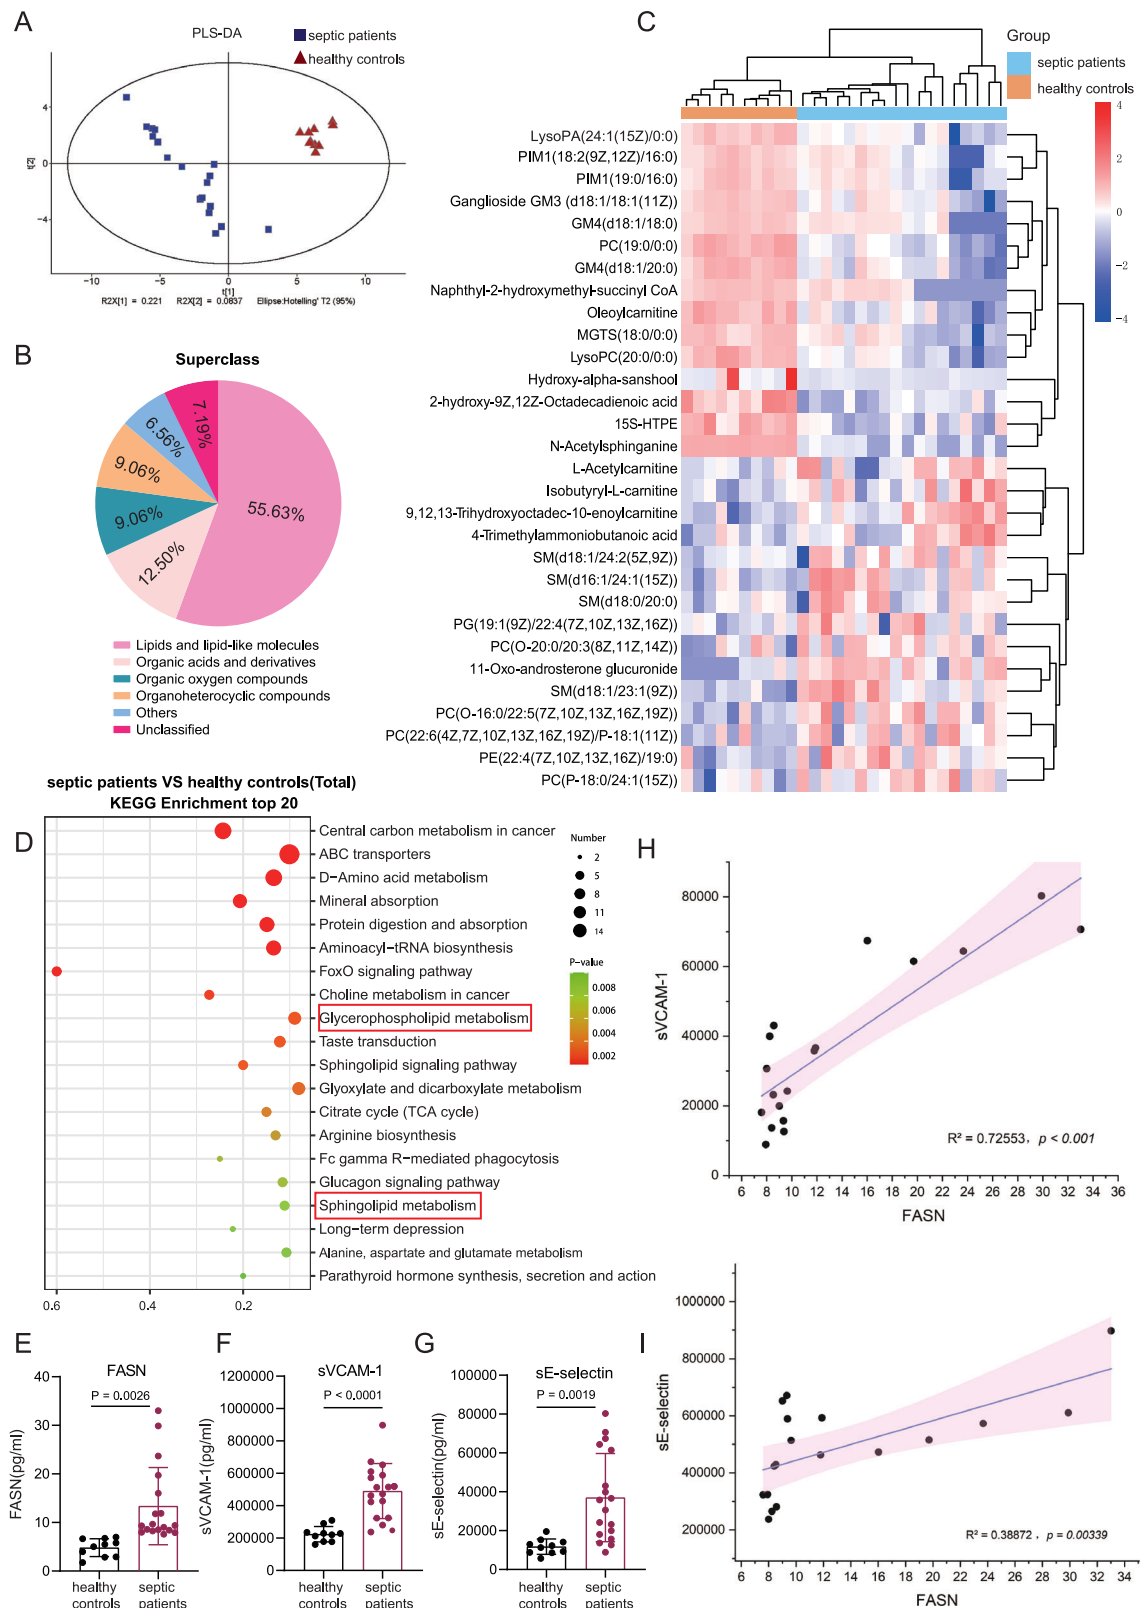 A
PLS-DA
septic patients
healthy controls
t[2]
4
0
−4
−10
−5
0
5
10
t[1]
R2X[1] = 0.221
R2X[2] = 0.0837
Ellipse:Hotelling' T2 (95%)
B
Superclass
7.19%
6.56%
9.06%
9.06%
12.50%
55.63%
Lipids and lipid-like molecules
Organic acids and derivatives
Organic oxygen compounds
Organoheterocyclic compounds
Others
Unclassified
C
Group
septic patients
healthy controls
4
2
0
−2
−4
LysoPA(24:1(15Z)/0:0)
PIM1(18:2(9Z,12Z)/16:0)
PIM1(19:0/16:0)
Ganglioside GM3 (d18:1/18:1(11Z))
GM4(d18:1/18:0)
PC(19:0/0:0)
GM4(d18:1/20:0)
Naphthyl-2-hydroxymethyl-succinyl CoA
Oleoylcarnitine
MGTS(18:0/0:0)
LysoPC(20:0/0:0)
Hydroxy-alpha-sanshool
2-hydroxy-9Z,12Z-Octadecadienoic acid
15S-HTPE
N-Acetylsphinganine
L-Acetylcarnitine
Isobutyryl-L-carnitine
9,12,13-Trihydroxyoctadec-10-enoylcarnitine
4-Trimethylammoniobutanoic acid
SM(d18:1/24:2(5Z,9Z))
SM(d16:1/24:1(15Z))
SM(d18:0/20:0)
PG(19:1(9Z)/22:4(7Z,10Z,13Z,16Z))
PC(O-20:0/20:3(8Z,11Z,14Z))
11-Oxo-androsterone glucuronide
SM(d18:1/23:1(9Z))
PC(O-16:0/22:5(7Z,10Z,13Z,16Z,19Z))
PC(22:6(4Z,7Z,10Z,13Z,16Z,19Z)/P-18:1(11Z))
PE(22:4(7Z,10Z,13Z,16Z)/19:0)
PC(P-18:0/24:1(15Z))
septic patients VS healthy controls(Total)
KEGG Enrichment top 20
D
Central carbon metabolism in cancer
ABC transporters
D−Amino acid metabolism
Mineral absorption
Protein digestion and absorption
Aminoacyl−tRNA biosynthesis
FoxO signaling pathway
Choline metabolism in cancer
Glycerophospholipid metabolism
Taste transduction
Sphingolipid signaling pathway
Glyoxylate and dicarboxylate metabolism
Citrate cycle (TCA cycle)
Arginine biosynthesis
Fc gamma R−mediated phagocytosis
Glucagon signaling pathway
Sphingolipid metabolism
Long−term depression
Alanine, aspartate and glutamate metabolism
Parathyroid hormone synthesis, secretion and action
0.6
0.4
0.2
Number
2
5
8
11
14
P-value
0.008
0.006
0.004
0.002
E
FASN
P = 0.0026
FASN(pg/ml)
40
30
20
10
0
healthy controls
septic patients
F
sVCAM-1
P < 0.0001
sVCAM-1(pg/ml)
1200000
1000000
800000
600000
400000
200000
0
healthy controls
septic patients
G
sE-selectin
P = 0.0019
sE-selectin(pg/ml)
100000
80000
60000
40000
20000
0
healthy controls
septic patients
H
sVCAM-1
80000
60000
40000
20000
0
R² = 0.72553, p < 0.001
6 8 10 12 14 16 18 20 22 24 26 28 30 32 34 36
FASN
I
sE-selectin
1000000
800000
600000
400000
200000
R² = 0.38872, p = 0.00339
6 8 10 12 14 16 18 20 22 24 26 28 30 32 34
FASN